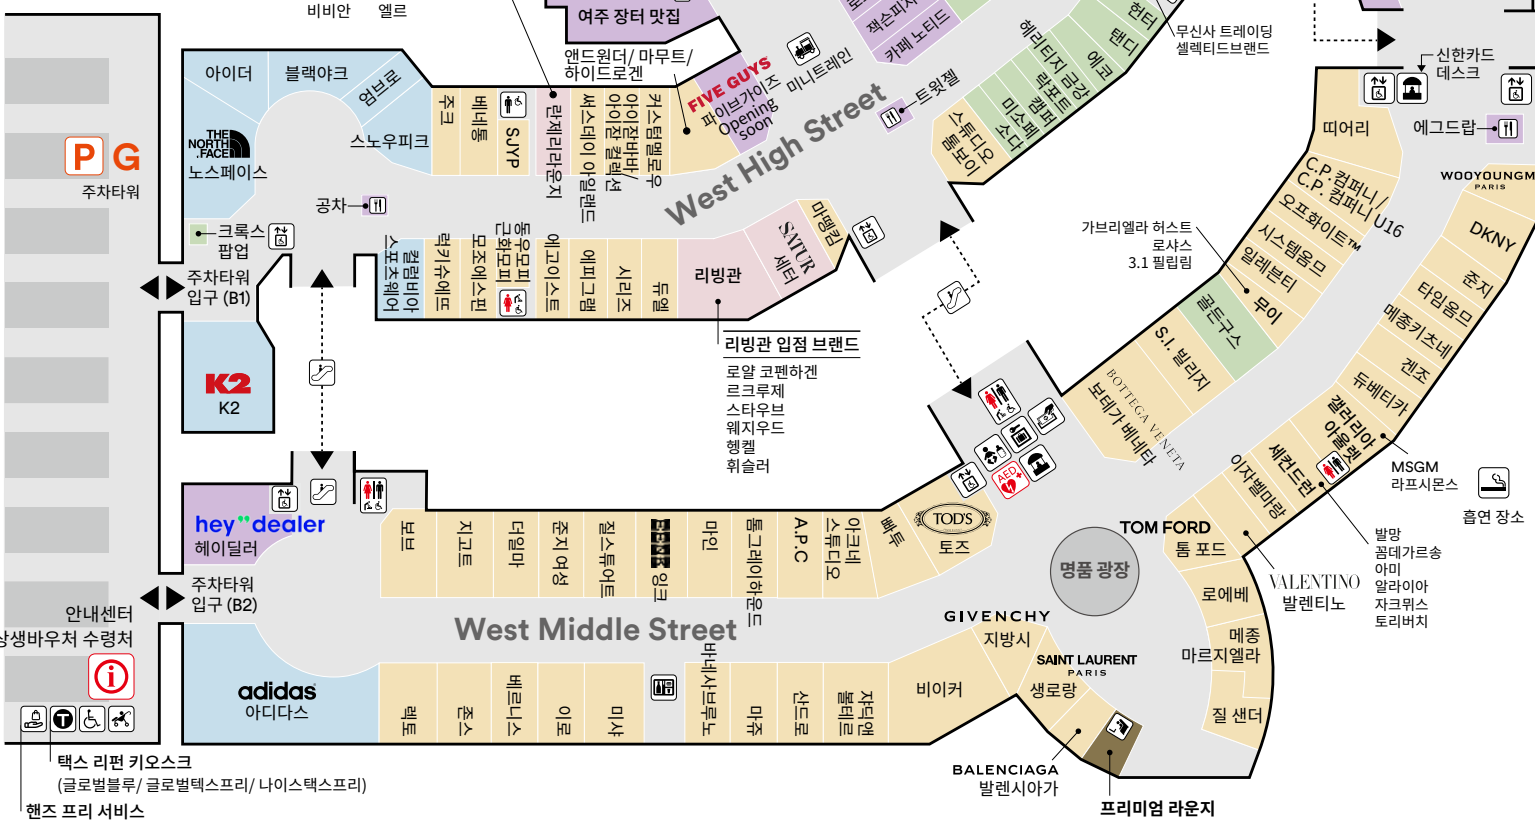 비비안
엘르
여주 장터 맛집
잭슨피자
카페 노티드
헌터
탠디
에코
헤리티지 금강
락포트
캠퍼
미소페
소다
무신사 트레이딩
셀렉티드브랜드
신한카드
데스크
앤드원더/ 마무트/
하이드로겐
FIVE GUYS
파이브가이즈
Opening
soon
미니트레인
트윗젤
West High Street
스튜디오
톰보이
띠어리
에그드랍
아이더
블랙야크
엄브로
THE
NORTH
FACE
노스페이스
스노우피크
주크
베네통
SJYP
란제리라운지
써스데이 아일랜드
아이잗바바/
아이잗 컬렉션
커스텀멜로우
P G
주차타워
공차
크록스
팝업
주차타워
입구 (B1)
컬럼비아
스포츠웨어
럭키슈에뜨
모조에스핀
동우모피
근화모피
에고이스트
에피그램
시리즈
듀엘
리빙관
SATUR
세터
마뗑킴
K2
K2
리빙관 입점 브랜드
로얄 코펜하겐
르크루제
스타우브
웨지우드
헹켈
휘슬러
가브리엘라 허스트
로샤스
3.1 필립림
C.P. 컴퍼니 /
C.P. 컴퍼니 U16
오프화이트™
시스템옴므
일레븐티
무이
골든구스
S.I. 빌리지
BOTTEGA VENETA
보테가 베네타
WOOYOUNGM
PARIS
DKNY
준지
타임옴므
메종키츠네
겐조
듀베티카
갤러리아
아울렛
세컨드런
이자벨마랑
MSGM
라프시몬스
흡연 장소
발망
꼼데가르송
아미
알라이아
자크뮈스
토리버치
TOM FORD
톰 포드
VALENTINO
발렌티노
로에베
메종
마르지엘라
질 샌더
명품 광장
AED
hey dealer
헤이딜러
주차타워
입구 (B2)
보브
지고트
더일마
준지 여성
질스튜어트
잉크
마인
톰그레이하운드
A.P.C
아크네
스튜디오
빠투
TOD'S
토즈
West Middle Street
안내센터
상생바우처 수령처
adidas
아디다스
렉토
존스
베르니스
이로
미샤
바네사브루노
마쥬
산드로
쟈딕앤
볼테르
비이커
GIVENCHY
지방시
SAINT LAURENT
PARIS
생로랑
BALENCIAGA
발렌시아가
프리미엄 라운지
T
택스 리펀 키오스크
(글로벌블루/ 글로벌텍스프리/ 나이스택스프리)
핸즈 프리 서비스